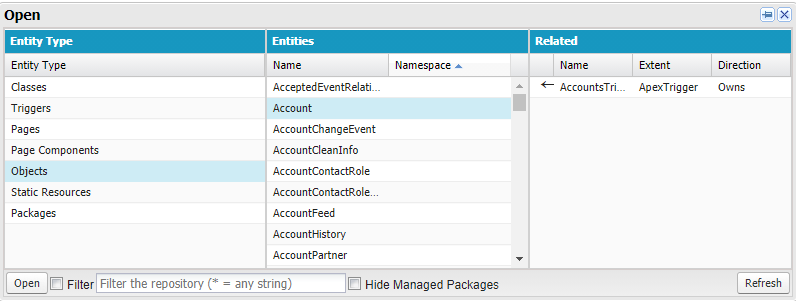 Open
Entity Type Entities Related
Entity Type Name Namespace Name Extent Direction
Classes AcceptedEventRelati... ← AccountsTri... ApexTrigger Owns
Triggers Account
Pages AccountChangeEvent
Page Components AccountCleanInfo
Objects AccountContactRole
Static Resources AccountContactRole...
Packages AccountFeed
AccountHistory
AccountPartner
Open Filter Filter the repository (* = any string) Hide Managed Packages Refresh